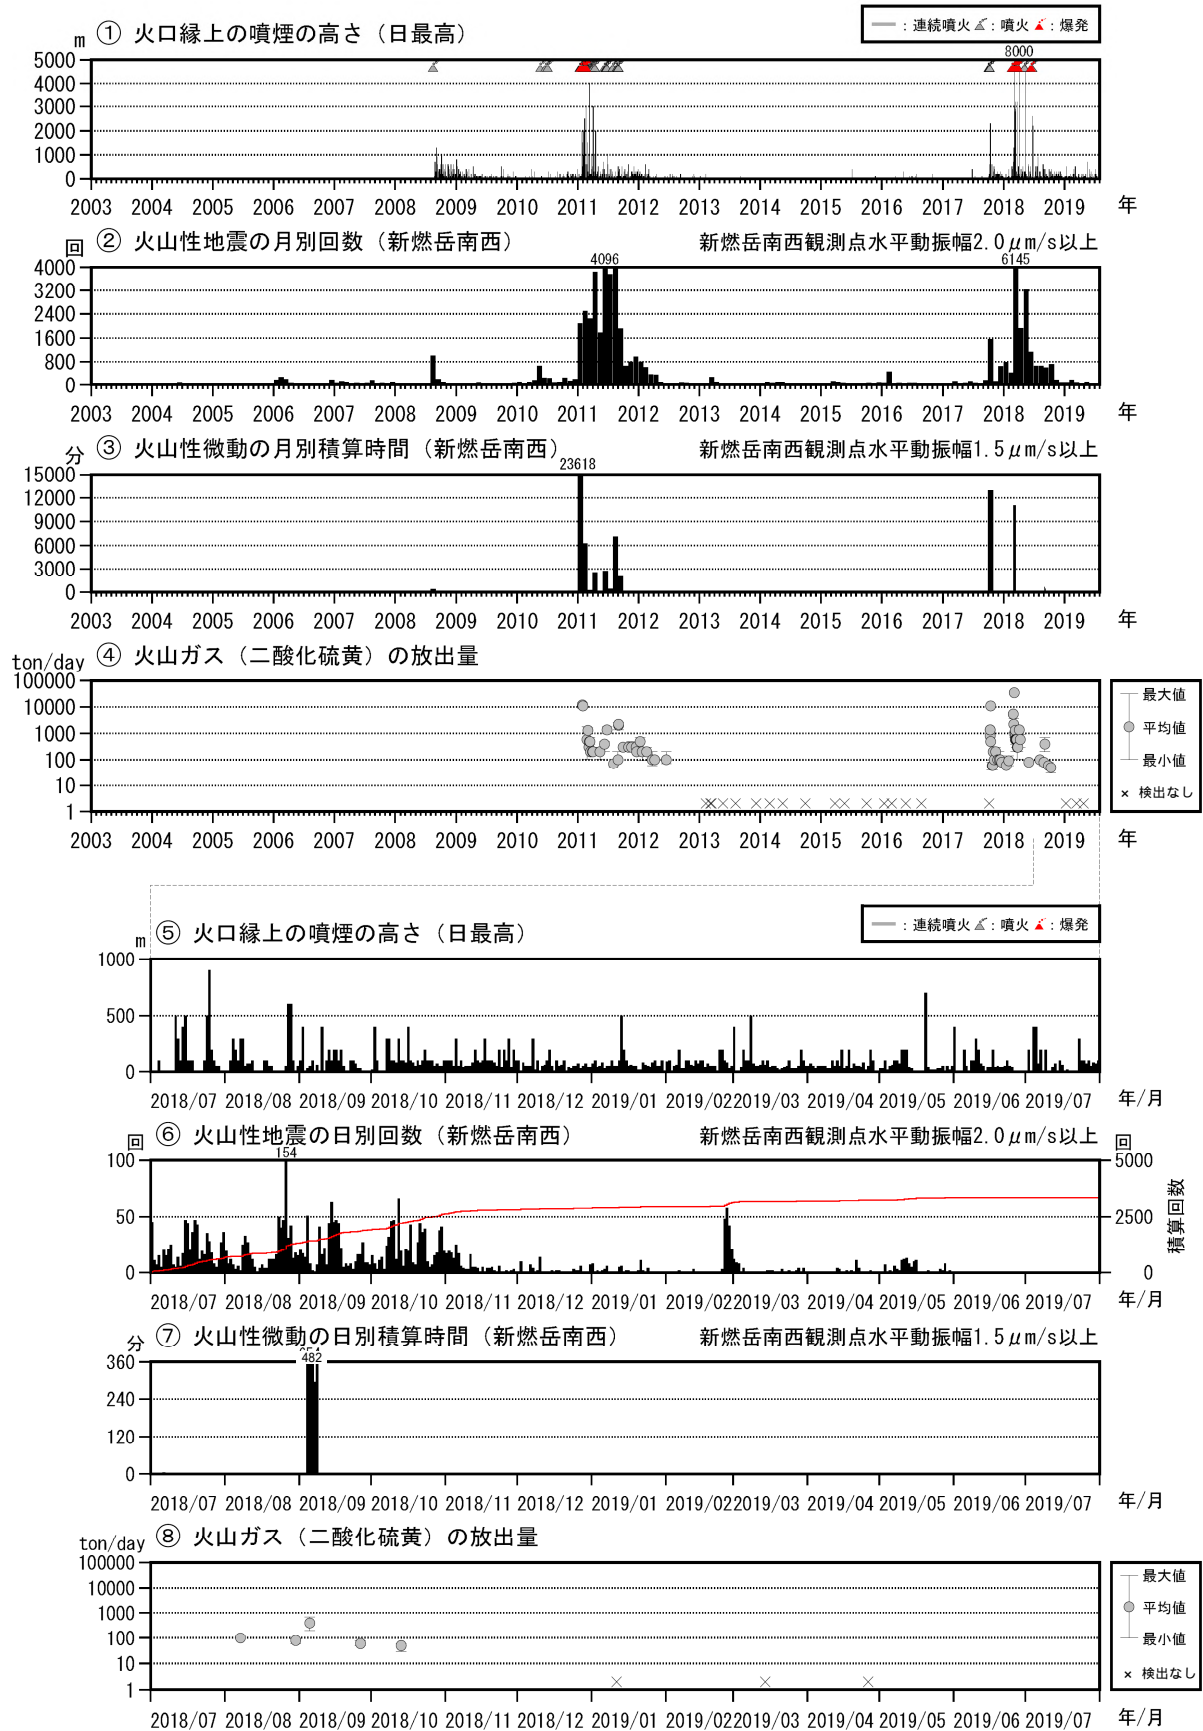 ① 火口縁上の噴煙の高さ（日最高）
━ : 連続噴火 : 噴火 : 爆発
m
8000
5000
4000
3000
2000
1000
0
2003 2004 2005 2006 2007 2008 2009 2010 2011 2012 2013 2014 2015 2016 2017 2018 2019 年
回 ② 火山性地震の月別回数（新燃岳南西） 新燃岳南西観測点水平動振幅2.0μm/s以上
4096 6145
4000
3200
2400
1600
800
0
2003 2004 2005 2006 2007 2008 2009 2010 2011 2012 2013 2014 2015 2016 2017 2018 2019 年
分 ③ 火山性微動の月別積算時間（新燃岳南西） 新燃岳南西観測点水平動振幅1.5μm/s以上
23618
15000
12000
9000
6000
3000
0
2003 2004 2005 2006 2007 2008 2009 2010 2011 2012 2013 2014 2015 2016 2017 2018 2019 年
ton/day ④ 火山ガス（二酸化硫黄）の放出量
100000
10000
1000
100
10
1
最大値
平均値
最小値
× 検出なし
2003 2004 2005 2006 2007 2008 2009 2010 2011 2012 2013 2014 2015 2016 2017 2018 2019 年
m ⑤ 火口縁上の噴煙の高さ（日最高）
━ : 連続噴火 : 噴火 : 爆発
1000
500
0
2018/07 2018/08 2018/09 2018/10 2018/11 2018/12 2019/01 2019/02 2019/03 2019/04 2019/05 2019/06 2019/07 年/月
回 ⑥ 火山性地震の日別回数（新燃岳南西） 新燃岳南西観測点水平動振幅2.0μm/s以上 回
154
100
50
0
5000
2500
0
積算回数
2018/07 2018/08 2018/09 2018/10 2018/11 2018/12 2019/01 2019/02 2019/03 2019/04 2019/05 2019/06 2019/07 年/月
分 ⑦ 火山性微動の日別積算時間（新燃岳南西） 新燃岳南西観測点水平動振幅1.5μm/s以上
482
360
240
120
0
2018/07 2018/08 2018/09 2018/10 2018/11 2018/12 2019/01 2019/02 2019/03 2019/04 2019/05 2019/06 2019/07 年/月
ton/day ⑧ 火山ガス（二酸化硫黄）の放出量
100000
10000
1000
100
10
1
最大値
平均値
最小値
× 検出なし
2018/07 2018/08 2018/09 2018/10 2018/11 2018/12 2019/01 2019/02 2019/03 2019/04 2019/05 2019/06 2019/07 年/月